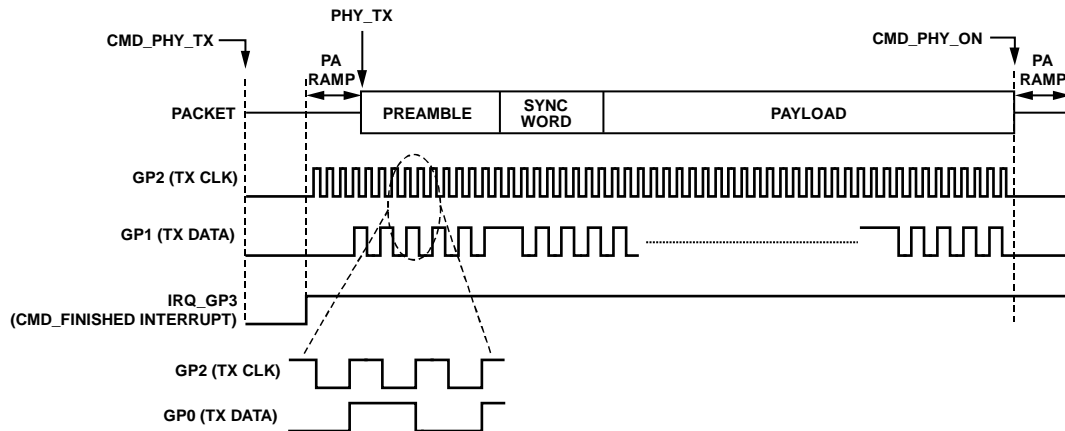 PHY_TX
CMD_PHY_TX
CMD_PHY_ON
PA
RAMP
PA
RAMP
PACKET
PREAMBLE
SYNC
WORD
PAYLOAD
GP2 (TX CLK)
GP1 (TX DATA)
IRQ_GP3
(CMD_FINISHED INTERRUPT)
GP2 (TX CLK)
GP0 (TX DATA)